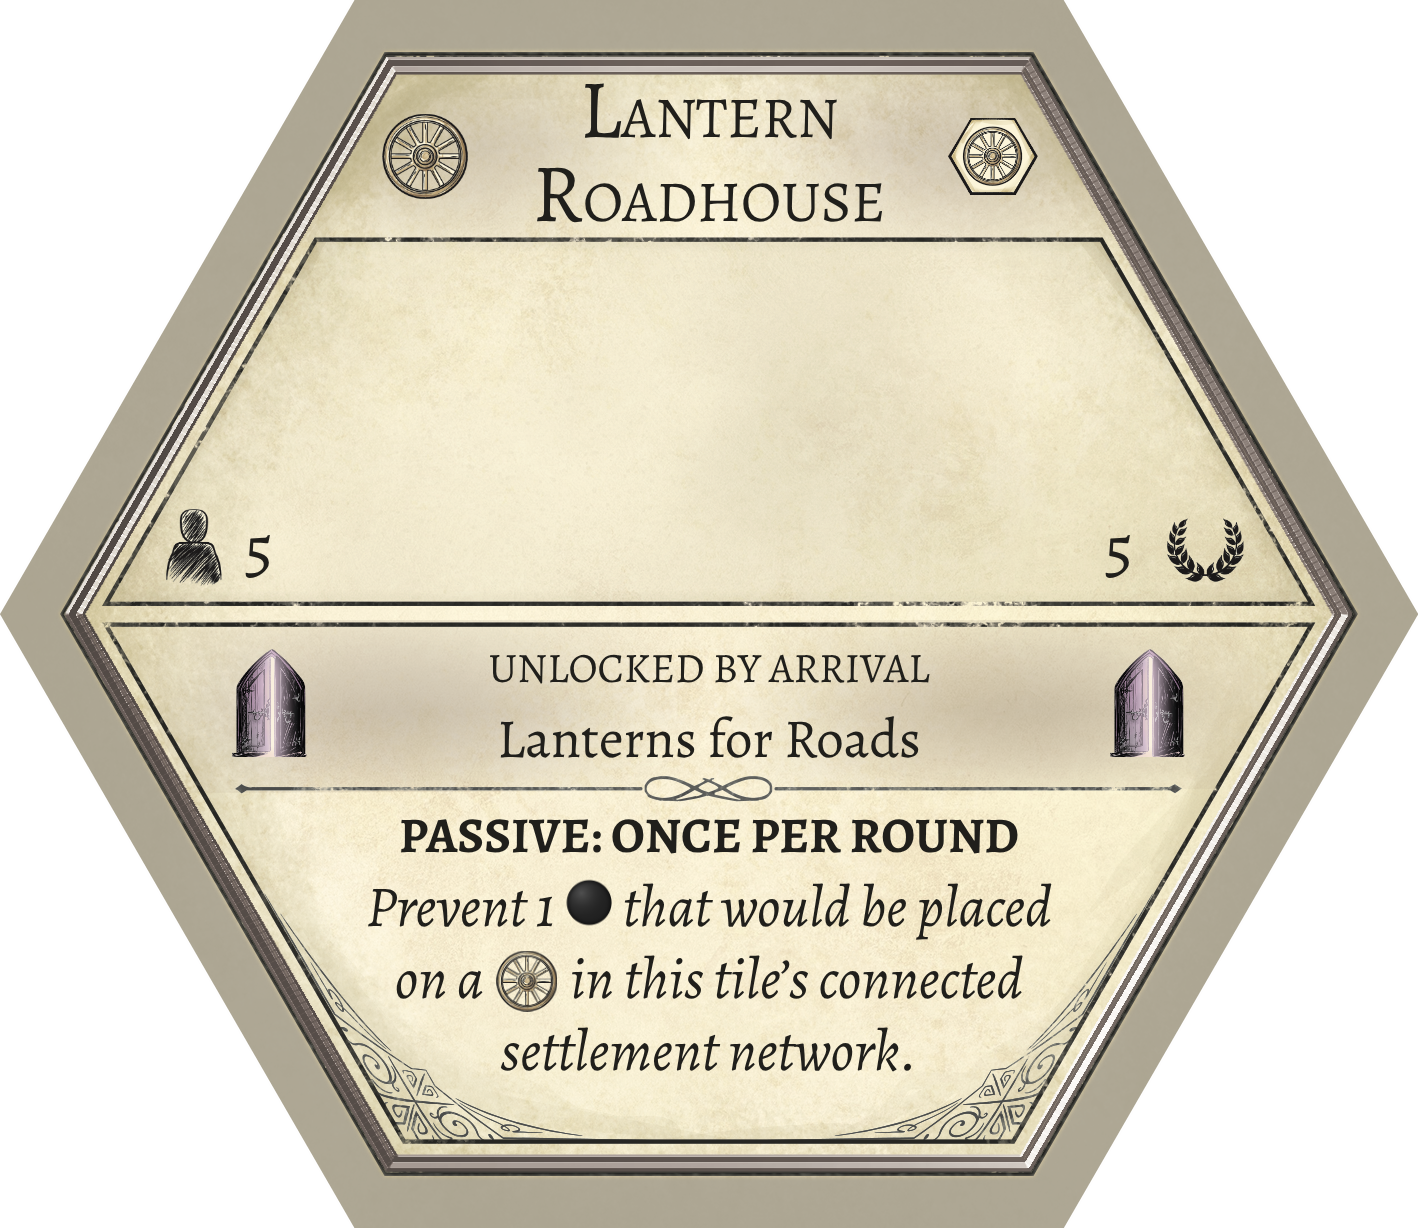 Lantern
Roadhouse
5
5
UNLOCKED BY ARRIVAL
Lanterns for Roads
PASSIVE: ONCE PER ROUND
Prevent 1 that would be placed
on a in this tile’s connected
settlement network.